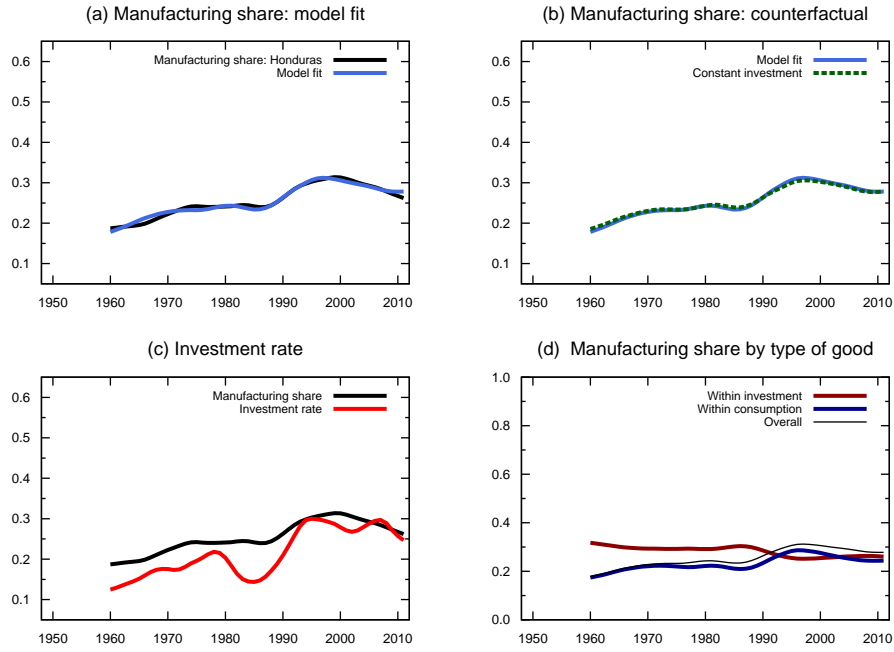 (a) Manufacturing share: model fit
Manufacturing share: Honduras
Model fit
0.6
0.5
0.4
0.3
0.2
0.1
1950 1960 1970 1980 1990 2000 2010
(b) Manufacturing share: counterfactual
Model fit
Constant investment
0.6
0.5
0.4
0.3
0.2
0.1
1950 1960 1970 1980 1990 2000 2010
(c) Investment rate
Manufacturing share
Investment rate
0.6
0.5
0.4
0.3
0.2
0.1
1950 1960 1970 1980 1990 2000 2010
(d) Manufacturing share by type of good
Within investment
Within consumption
Overall
1.0
0.8
0.6
0.4
0.2
0.0
1950 1960 1970 1980 1990 2000 2010